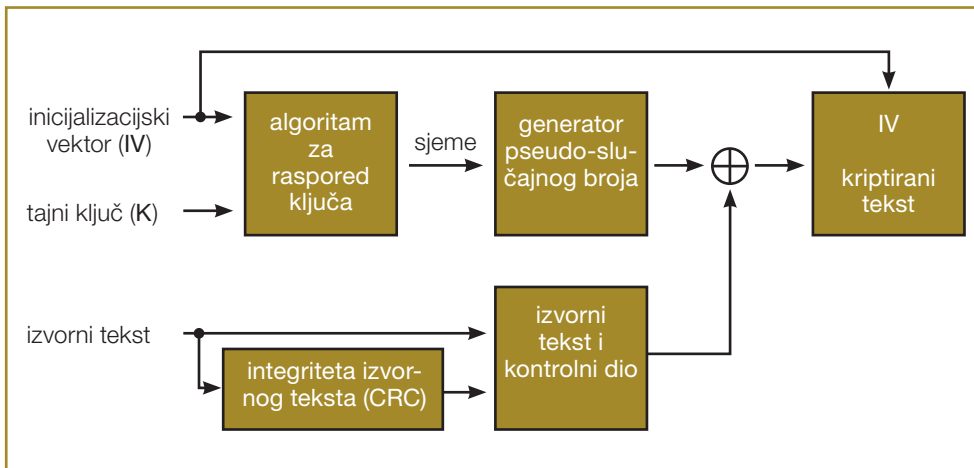 inicijalizacijski
vektor (IV)
tajni ključ (K)
algoritam
za
raspored
ključa
sjeme
generator
pseudo-slu-
čajnog broja
IV
kriptirani
tekst
izvorni tekst
integriteta izvor-
nog teksta (CRC)
izvorni
tekst i
kontrolni dio